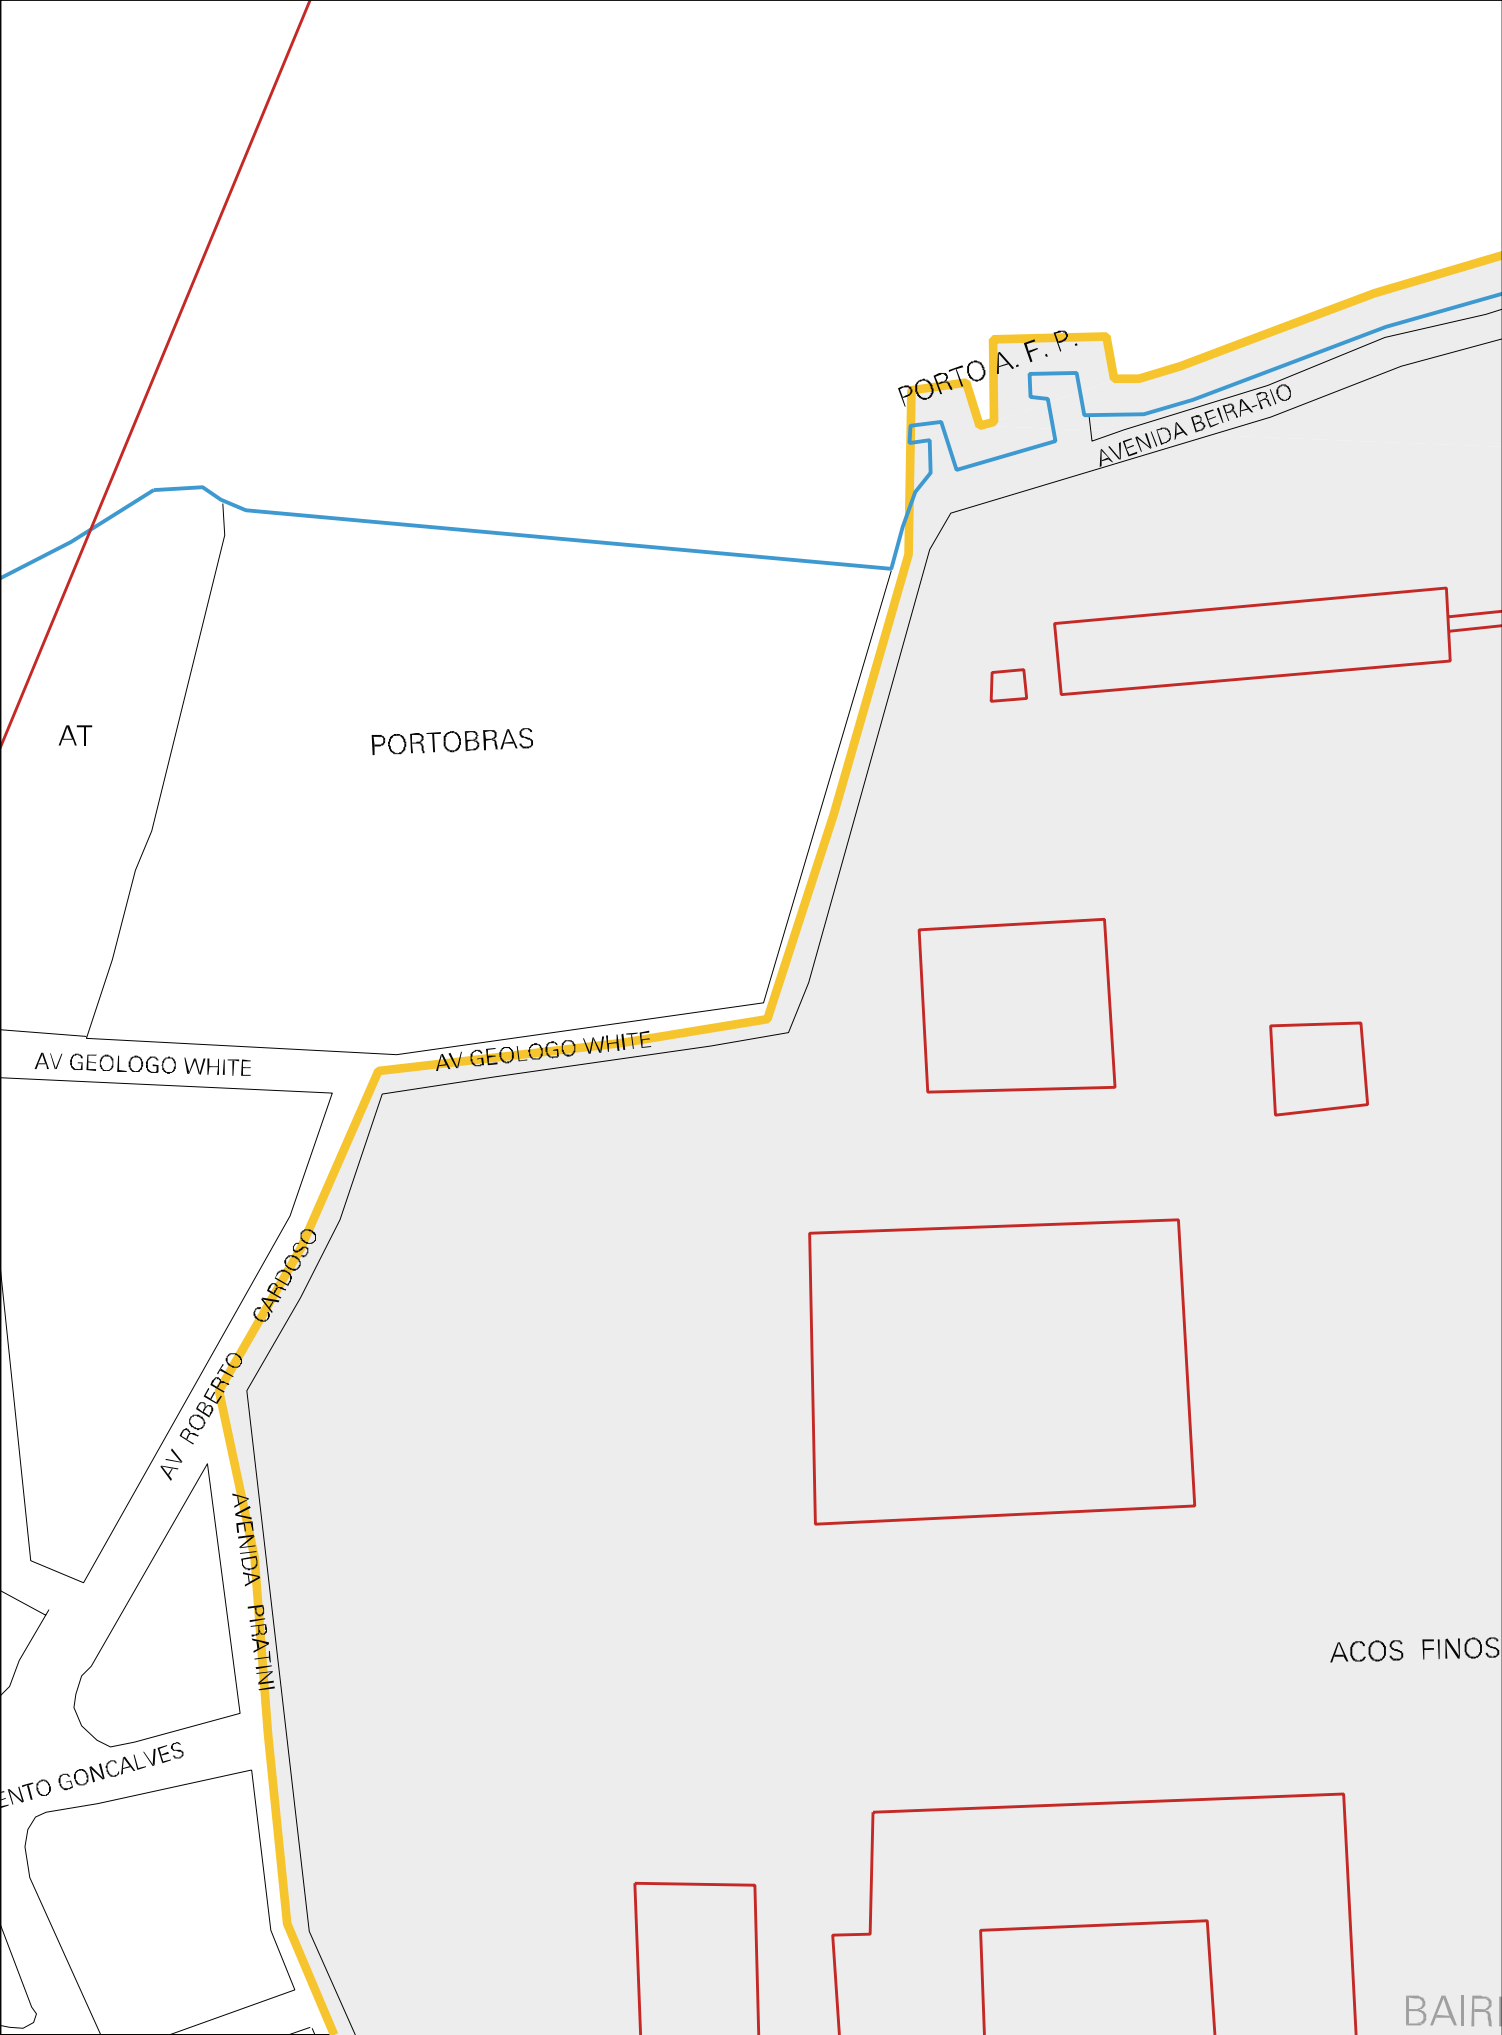 PORTO A. F. P.
AVENIDA BEIRA-RIO
AT
PORTOBRAS
AV GEOLOGO WHITE
AV GEOLOGO WHITE
AV ROBERTO CARDOSO
AVENIDA PIRATINI
ACOS FINOS
ENTO GONCALVES
BAIR